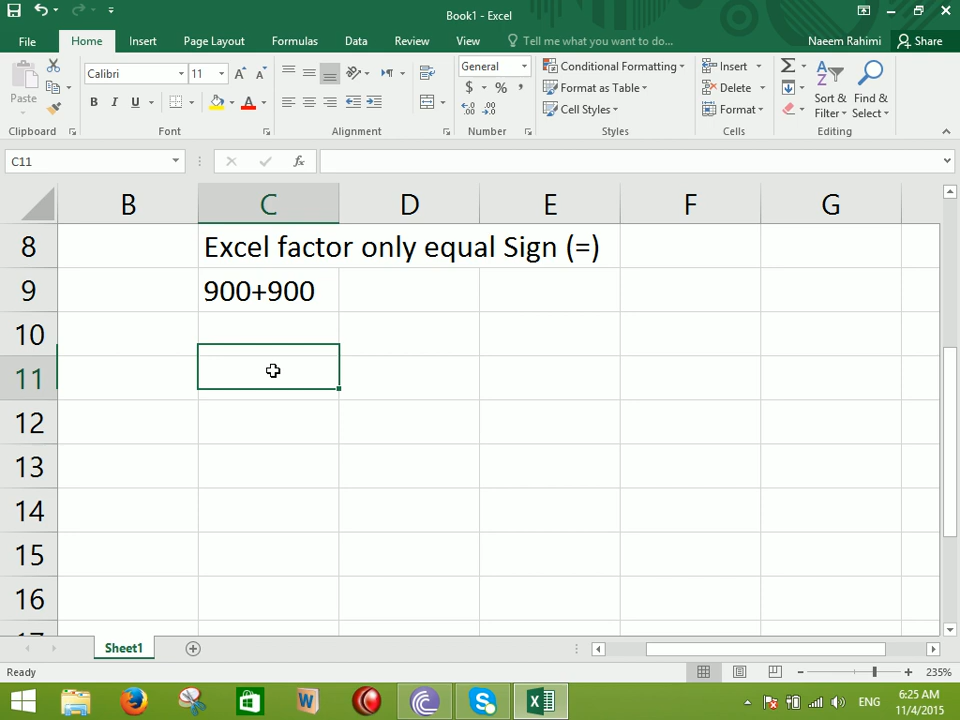 Book1 - Excel
File Home Insert Page Layout Formulas Data Review View Tell me what you want to do... Naeem Rahimi Share
Paste
Calibri 11
B I U A
General
$ % ,
Conditional Formatting
Format as Table
Cell Styles
Insert
Delete
Format
Sort & Filter
Find & Select
Clipboard Font Alignment Number Styles Cells Editing
C11 fx
B C D E F G
8 Excel factor only equal Sign (=)
9 900+900
10
11
12
13
14
15
16
Sheet1
Ready 235%
ENG 6:25 AM
11/4/2015